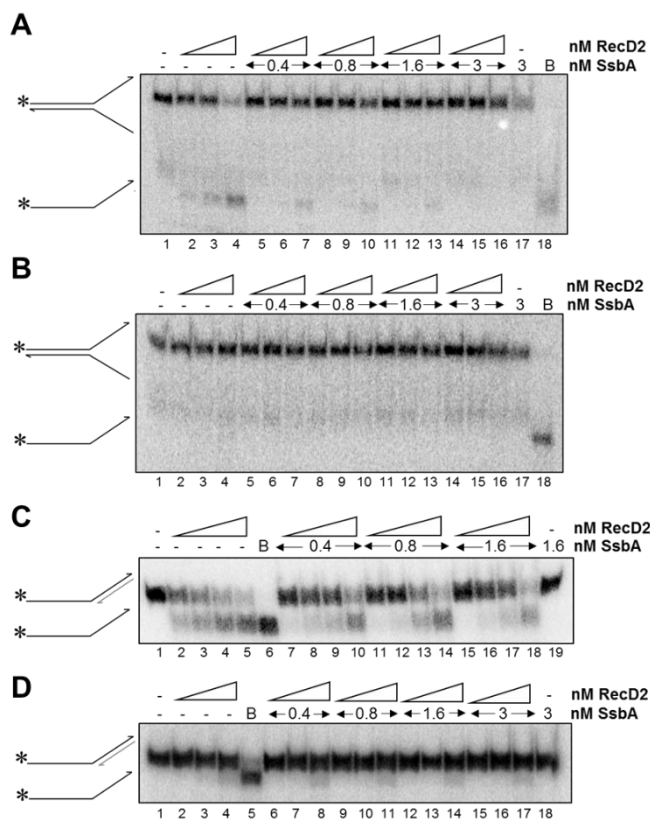 A
- - nM RecD2
- - - - 0.4 0.8 1.6 3 3 B nM SsbA
*
*
1 2 3 4 5 6 7 8 9 10 11 12 13 14 15 16 17 18
B
- - nM RecD2
- - - - 0.4 0.8 1.6 3 3 B nM SsbA
*
*
1 2 3 4 5 6 7 8 9 10 11 12 13 14 15 16 17 18
C
- - nM RecD2
- - - - - B 0.4 0.8 1.6 1.6 nM SsbA
*
*
1 2 3 4 5 6 7 8 9 10 11 12 13 14 15 16 17 18 19
D
- - nM RecD2
- - - - B 0.4 0.8 1.6 3 3 nM SsbA
*
*
1 2 3 4 5 6 7 8 9 10 11 12 13 14 15 16 17 18